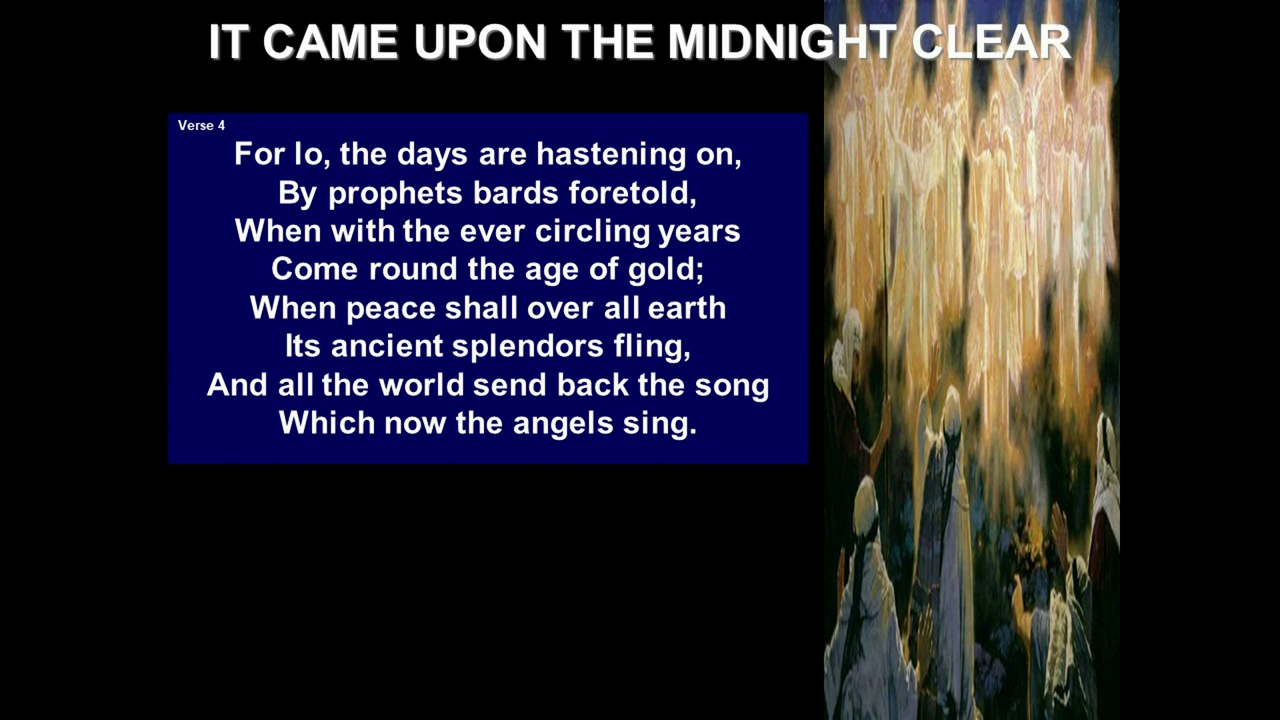 IT CAME UPON THE MIDNIGHT CLEAR
Verse 4
For lo, the days are hastening on,
By prophets bards foretold,
When with the ever circling years
Come round the age of gold;
When peace shall over all earth
Its ancient splendors fling,
And all the world send back the song
Which now the angels sing.